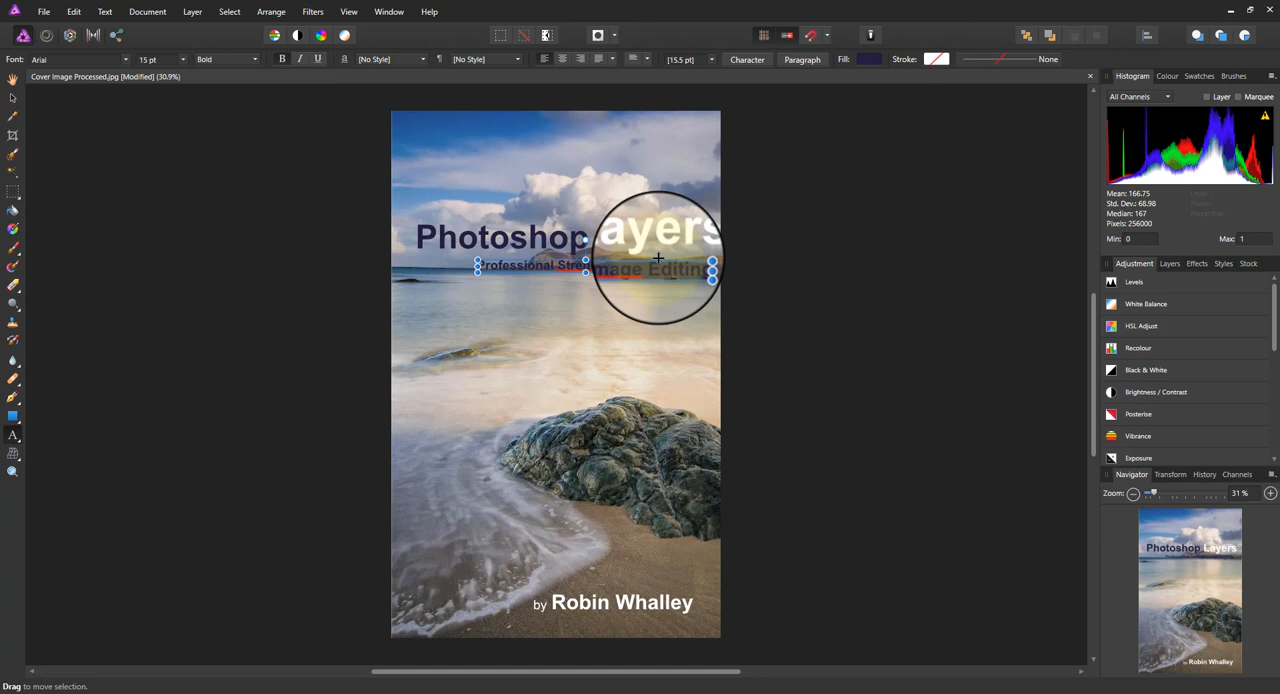 File Edit Text Document Layer Select Arrange Filters View Window Help
Font: Arial 15 pt Bold B I U a [No Style] ¶ [No Style] [15.5 pt] Character Paragraph Fill: Stroke: None
Cover Image Processed.jpg [Modified] (30.9%)
Histogram Colour Swatches Brushes
All Channels Layer Marquee
Mean: 166.75
Std. Dev.: 68.98
Median: 167
Pixels: 256000
Min: 0 Max: 1
Adjustment Layers Effects Styles Stock
Levels
White Balance
HSL Adjust
Recolour
Black & White
Brightness / Contrast
Posterise
Vibrance
Exposure
Navigator Transform History Channels
Zoom: 31 %
Photoshop Layers
by Robin Whalley
Photoshop ayers
Professional Image Editing
by Robin Whalley
Drag to move selection.